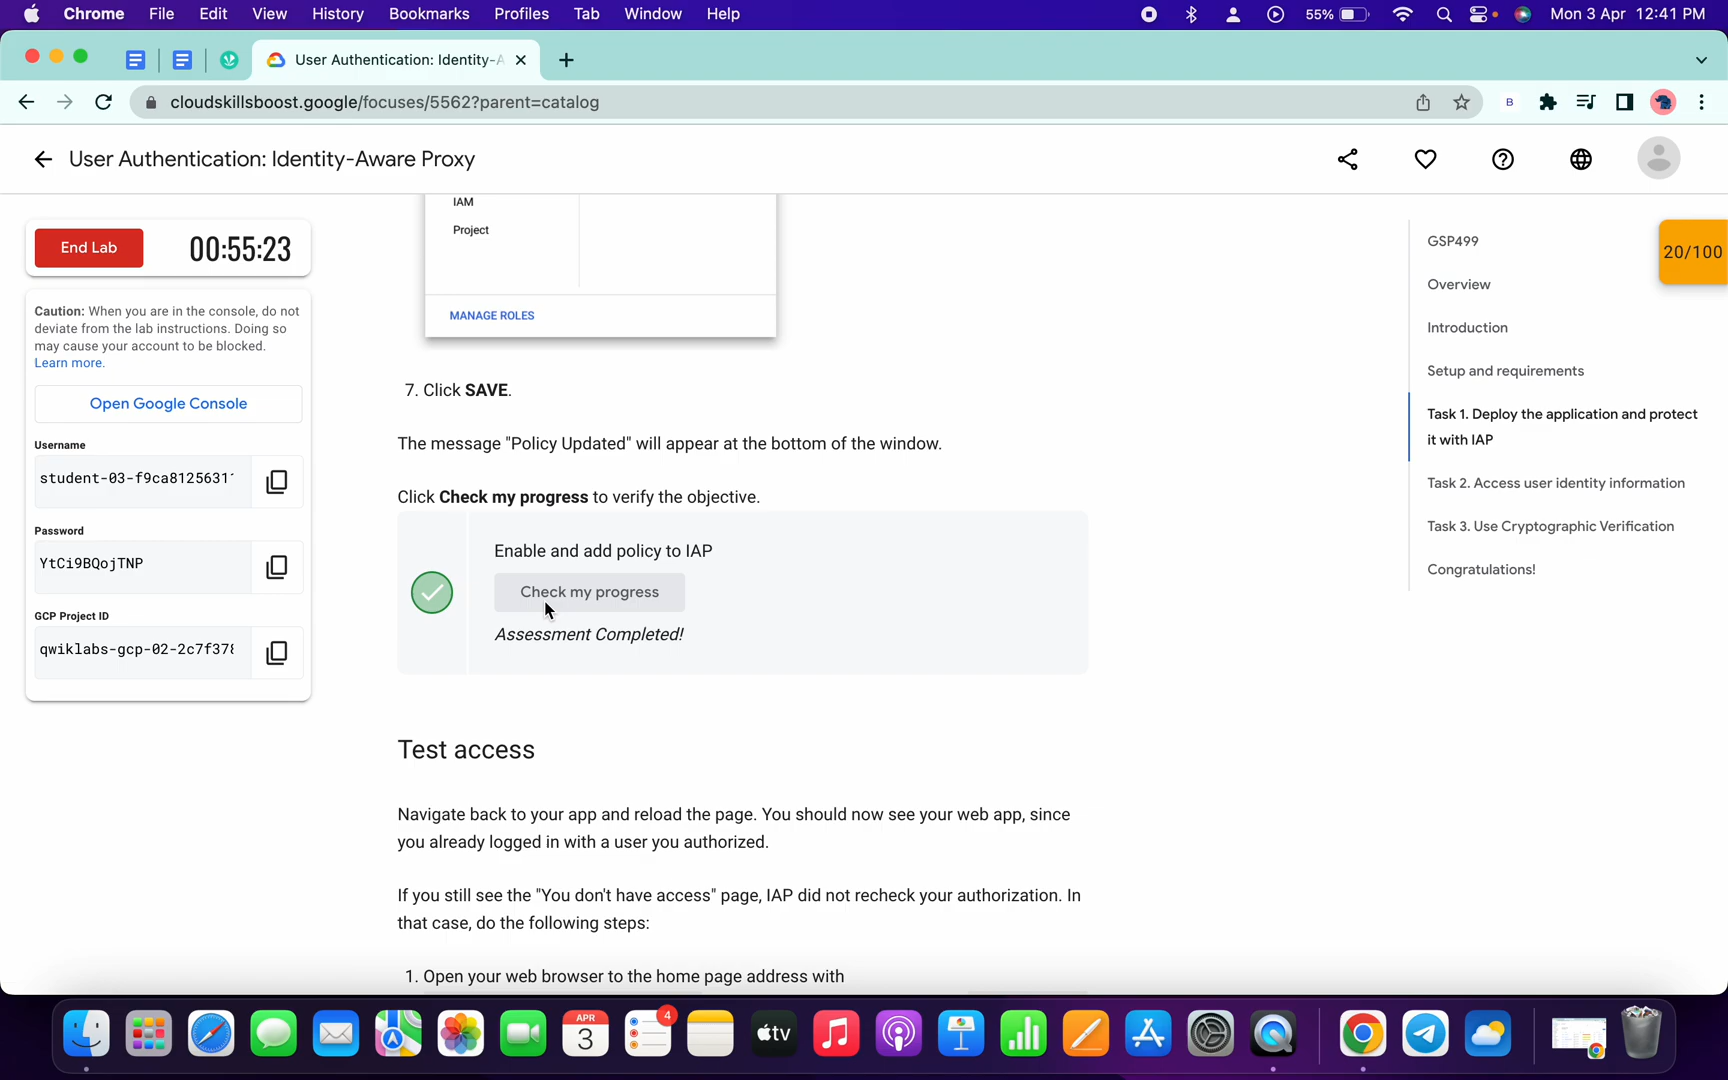 Chrome File Edit View History Bookmarks Profiles Tab Window Help 55% Mon 3 Apr 12:41 PM
User Authentication: Identity-A
cloudskillsboost.google/focuses/5562?parent=catalog B
User Authentication: Identity-Aware Proxy
End Lab 00:55:23
Caution: When you are in the console, do not
deviate from the lab instructions. Doing so
may cause your account to be blocked.
Learn more.
Open Google Console
Username
student-03-f9ca8125631
Password
YtCi9BQojTNP
GCP Project ID
qwiklabs-gcp-02-2c7f378
IAM
Project
MANAGE ROLES
7. Click SAVE.
The message "Policy Updated" will appear at the bottom of the window.
Click Check my progress to verify the objective.
Enable and add policy to IAP
Check my progress
Assessment Completed!
Test access
Navigate back to your app and reload the page. You should now see your web app, since
you already logged in with a user you authorized.
If you still see the "You don't have access" page, IAP did not recheck your authorization. In
that case, do the following steps:
1. Open your web browser to the home page address with
GSP499
Overview
Introduction
Setup and requirements
Task 1. Deploy the application and protect
it with IAP
Task 2. Access user identity information
Task 3. Use Cryptographic Verification
Congratulations!
20/100
APR
3
4
tv